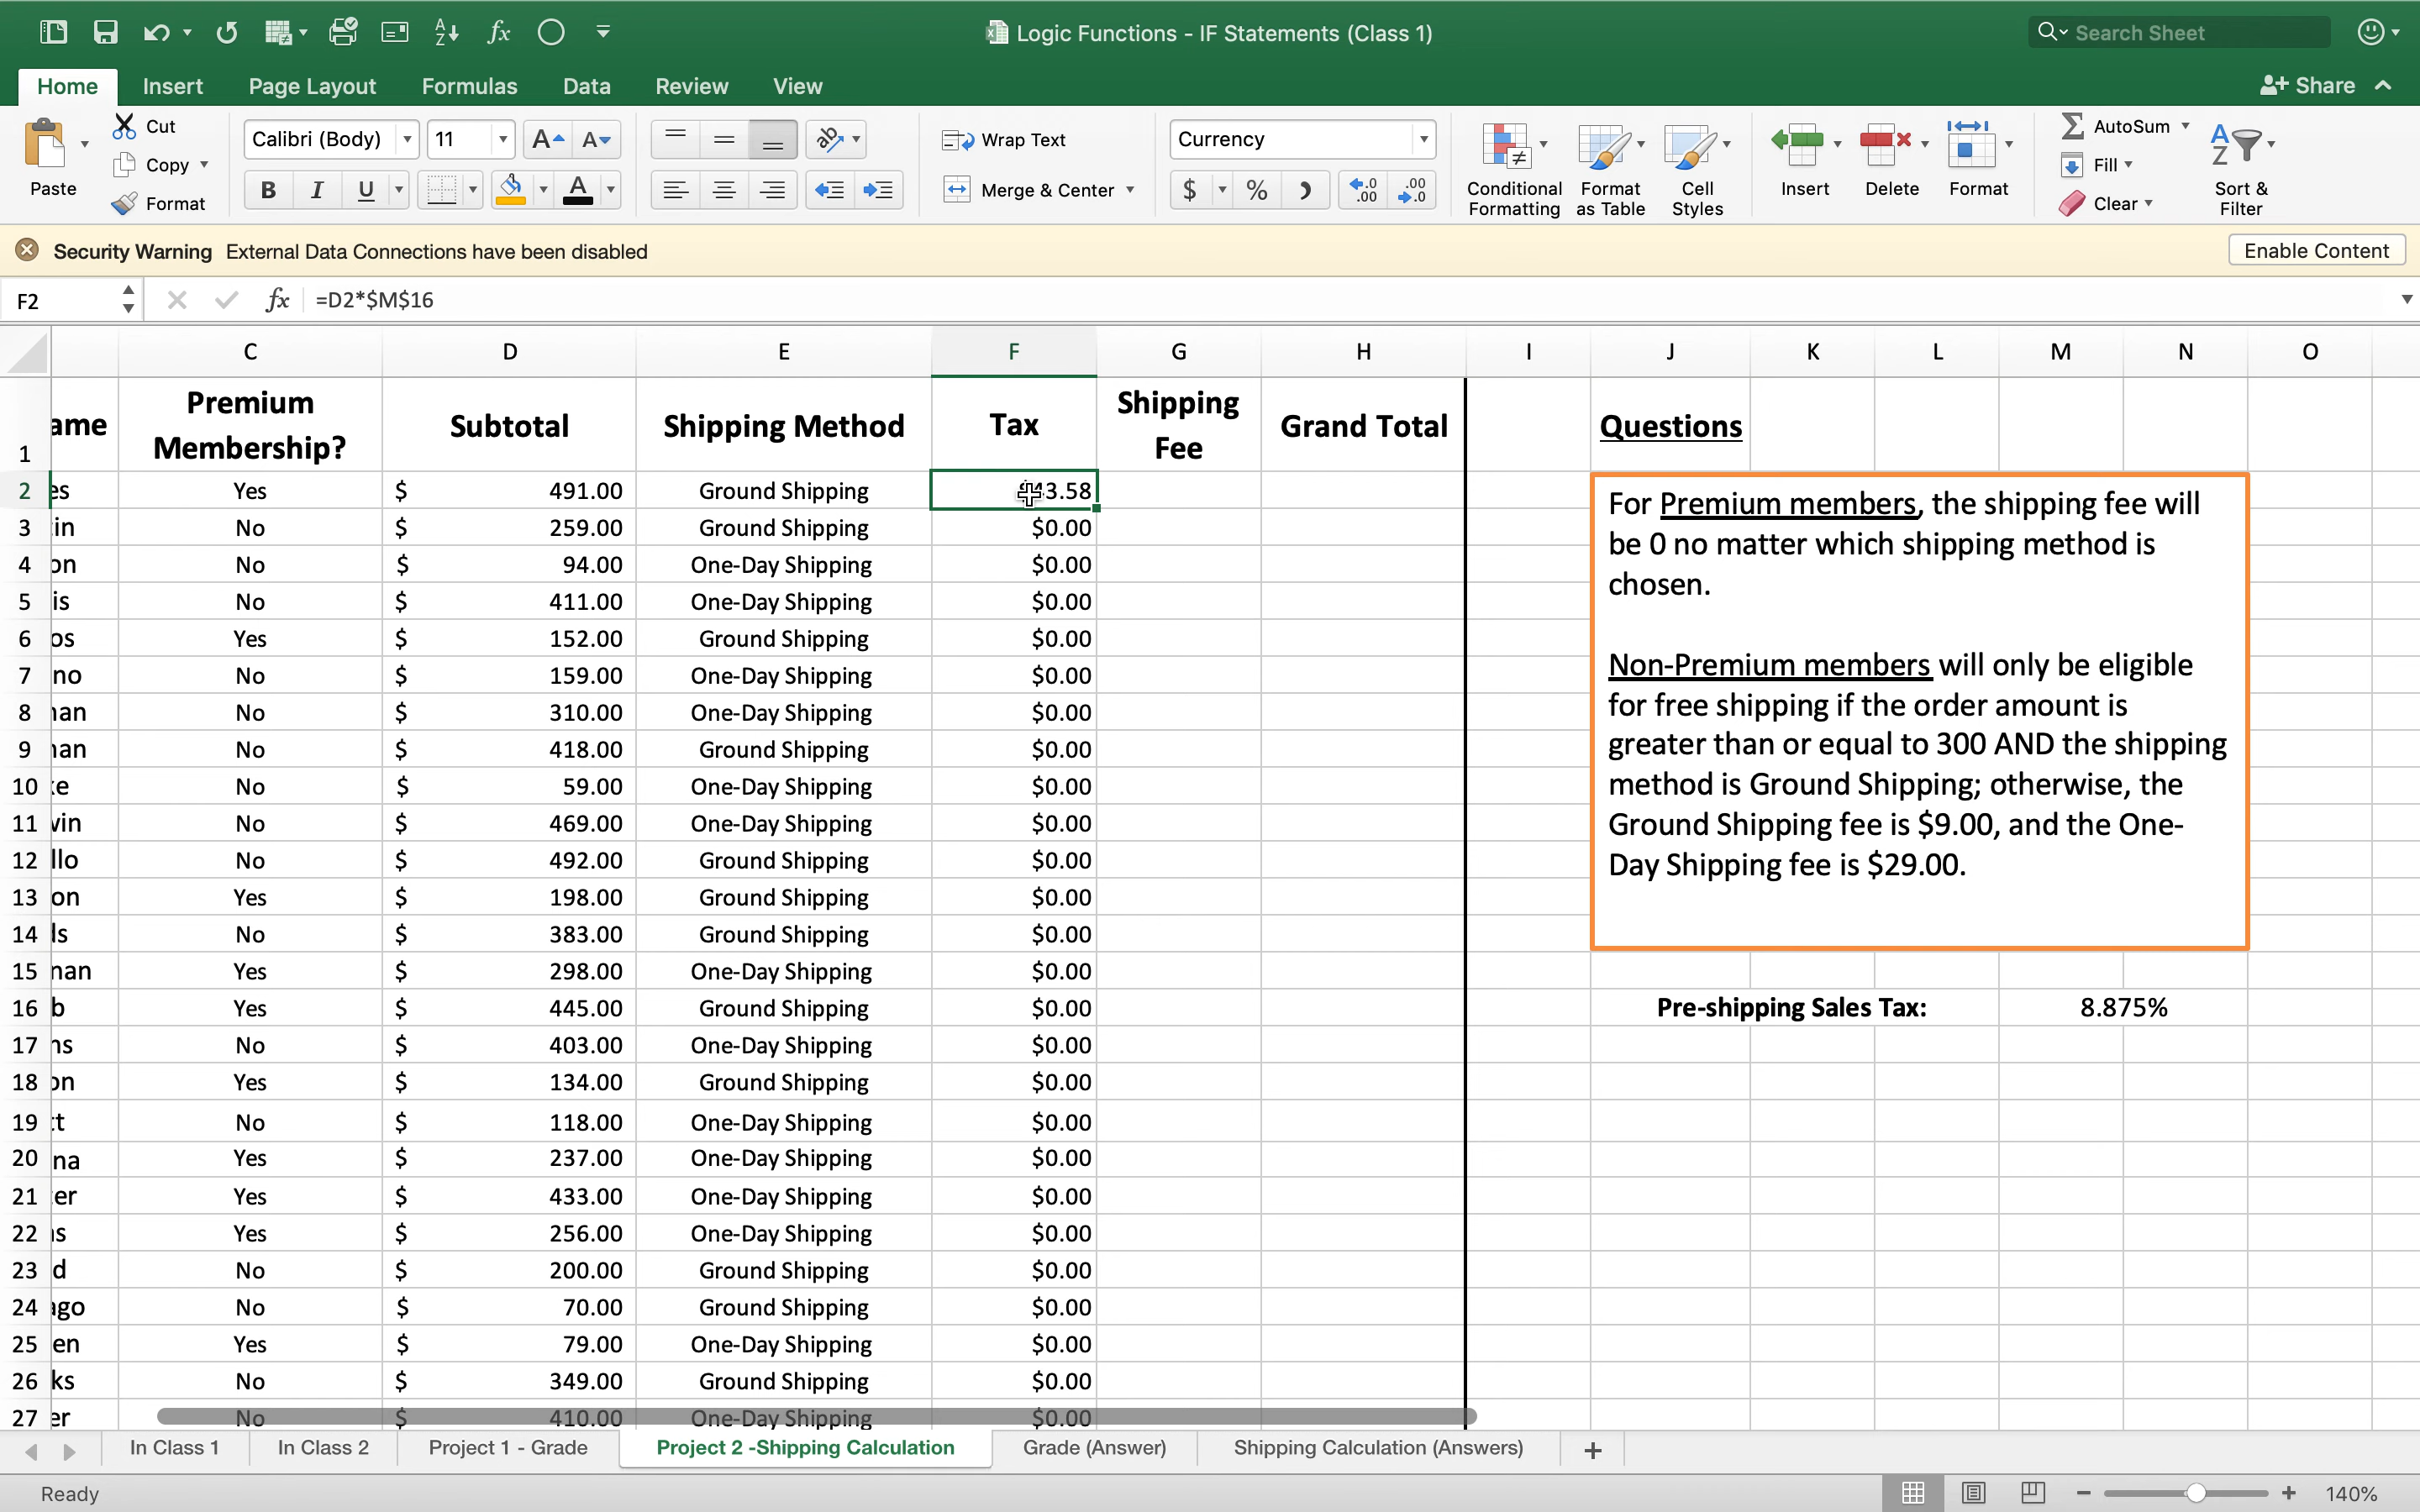 Logic Functions - IF Statements (Class 1)
Search Sheet
Home Insert Page Layout Formulas Data Review View
Share
Paste
Cut
Copy
Format
Calibri (Body) 11
B I U
Wrap Text
Merge & Center
Currency
$ % )
Conditional Formatting
Format as Table
Cell Styles
Insert
Delete
Format
AutoSum
Fill
Clear
Sort & Filter
Security Warning External Data Connections have been disabled
Enable Content
F2 fx =D2*$M$16
C D E F G H I J K L M N O
1 ame Premium Membership? Subtotal Shipping Method Tax Shipping Fee Grand Total Questions
2 es Yes $ 491.00 Ground Shipping 3.58
3 in No $ 259.00 Ground Shipping $0.00
4 on No $ 94.00 One-Day Shipping $0.00
5 is No $ 411.00 One-Day Shipping $0.00
6 os Yes $ 152.00 Ground Shipping $0.00
7 no No $ 159.00 One-Day Shipping $0.00
8 an No $ 310.00 One-Day Shipping $0.00
9 an No $ 418.00 Ground Shipping $0.00
10 e No $ 59.00 One-Day Shipping $0.00
11 vin No $ 469.00 One-Day Shipping $0.00
12 llo No $ 492.00 Ground Shipping $0.00
13 on Yes $ 198.00 Ground Shipping $0.00
14 ls No $ 383.00 Ground Shipping $0.00
15 nan Yes $ 298.00 One-Day Shipping $0.00
16 b Yes $ 445.00 Ground Shipping $0.00
17 ns No $ 403.00 One-Day Shipping $0.00
18 on Yes $ 134.00 Ground Shipping $0.00
19 t No $ 118.00 One-Day Shipping $0.00
20 na Yes $ 237.00 One-Day Shipping $0.00
21 er Yes $ 433.00 One-Day Shipping $0.00
22 s Yes $ 256.00 One-Day Shipping $0.00
23 d No $ 200.00 Ground Shipping $0.00
24 ago No $ 70.00 Ground Shipping $0.00
25 en Yes $ 79.00 One-Day Shipping $0.00
26 ks No $ 349.00 Ground Shipping $0.00
27 er No $ 410.00 One-Day Shipping $0.00
For Premium members, the shipping fee will
be 0 no matter which shipping method is
chosen.
Non-Premium members will only be eligible
for free shipping if the order amount is
greater than or equal to 300 AND the shipping
method is Ground Shipping; otherwise, the
Ground Shipping fee is $9.00, and the One-
Day Shipping fee is $29.00.
Pre-shipping Sales Tax: 8.875%
In Class 1 In Class 2 Project 1 - Grade Project 2 -Shipping Calculation Grade (Answer) Shipping Calculation (Answers) +
Ready
140%